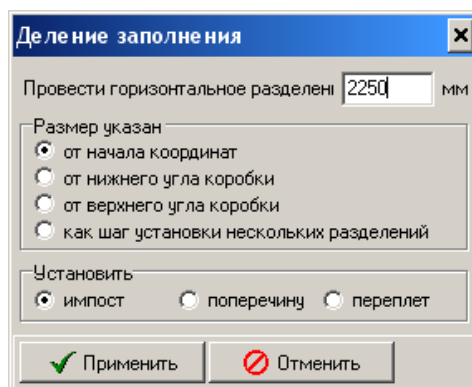 Деление заполнения
Провести горизонтальное разделени 2250 мм
Размер указан
от начала координат
от нижнего угла коробки
от верхнего угла коробки
как шаг установки нескольких разделений
Установить
импост поперечину переплет
Применить Отменить